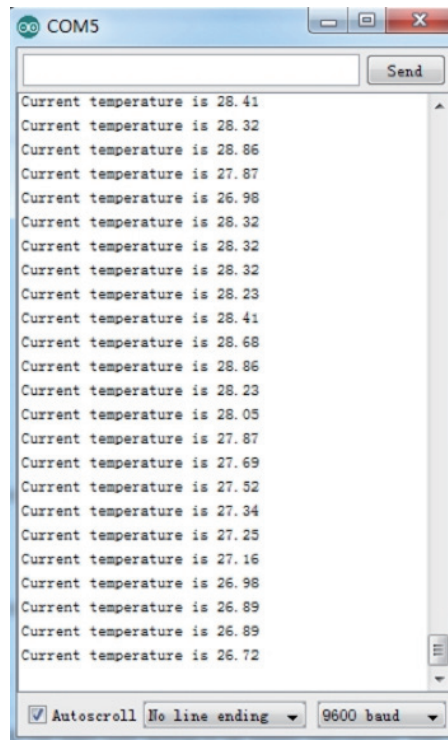 COM5
Send
Current temperature is 28.41
Current temperature is 28.32
Current temperature is 28.86
Current temperature is 27.87
Current temperature is 26.98
Current temperature is 28.32
Current temperature is 28.32
Current temperature is 28.32
Current temperature is 28.23
Current temperature is 28.41
Current temperature is 28.68
Current temperature is 28.86
Current temperature is 28.23
Current temperature is 28.05
Current temperature is 27.87
Current temperature is 27.69
Current temperature is 27.52
Current temperature is 27.34
Current temperature is 27.25
Current temperature is 27.16
Current temperature is 26.98
Current temperature is 26.89
Current temperature is 26.89
Current temperature is 26.72
Autoscroll No line ending 9600 baud